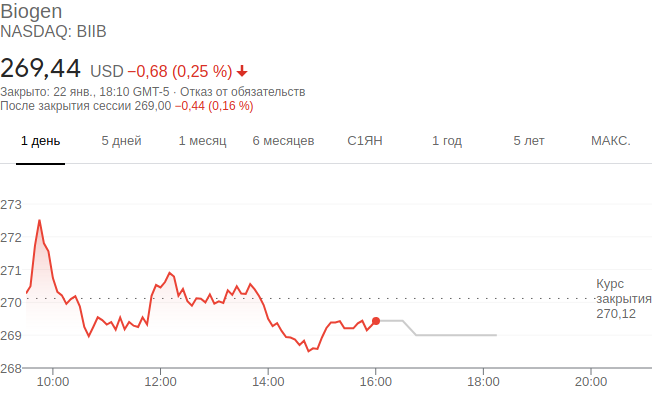 Biogen
NASDAQ: BIIB
269,44 USD −0,68 (0,25 %)
Закрыто: 22 янв., 18:10 GMT-5 · Отказ от обязательств
После закрытия сессии 269,00 −0,44 (0,16 %)
1 день 5 дней 1 месяц 6 месяцев С1ЯН 1 год 5 лет МАКС.
273
272
271
270
269
268
Курс
закрытия
270,12
10:00 12:00 14:00 16:00 18:00 20:00